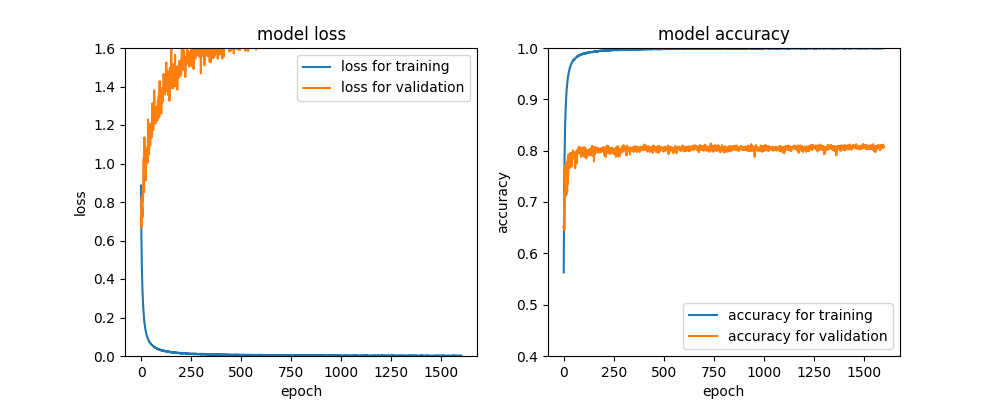 model loss
1.6
1.4
1.2
1.0
0.8
0.6
0.4
0.2
0.0
loss
loss for training
loss for validation
0 250 500 750 1000 1250 1500
epoch
model accuracy
1.0
0.9
0.8
0.7
0.6
0.5
0.4
accuracy
accuracy for training
accuracy for validation
0 250 500 750 1000 1250 1500
epoch